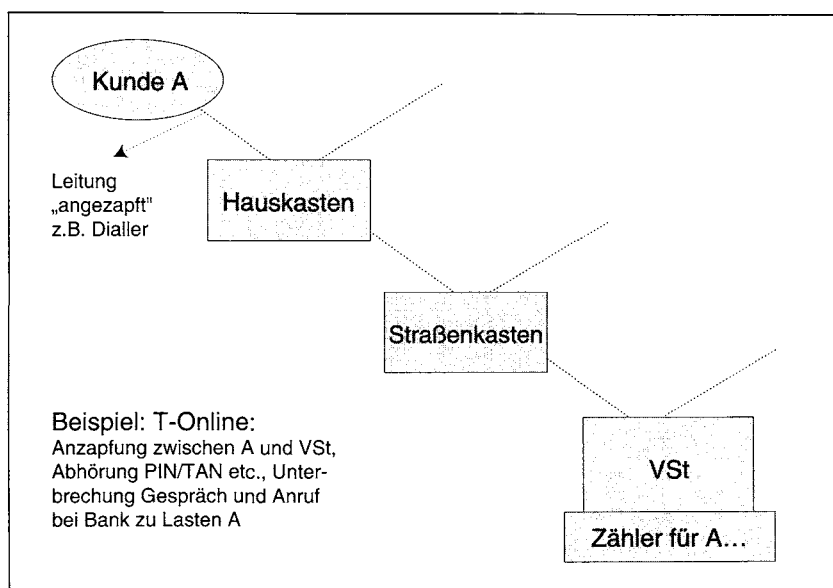 Kunde A
Leitung
„angezapft"
z.B. Dialler
Hauskasten
Straßenkasten
Beispiel: T-Online:
Anzapfung zwischen A und VSt,
Abhörung PIN/TAN etc., Unter-
brechung Gespräch und Anruf
bei Bank zu Lasten A
VSt
Zähler für A...